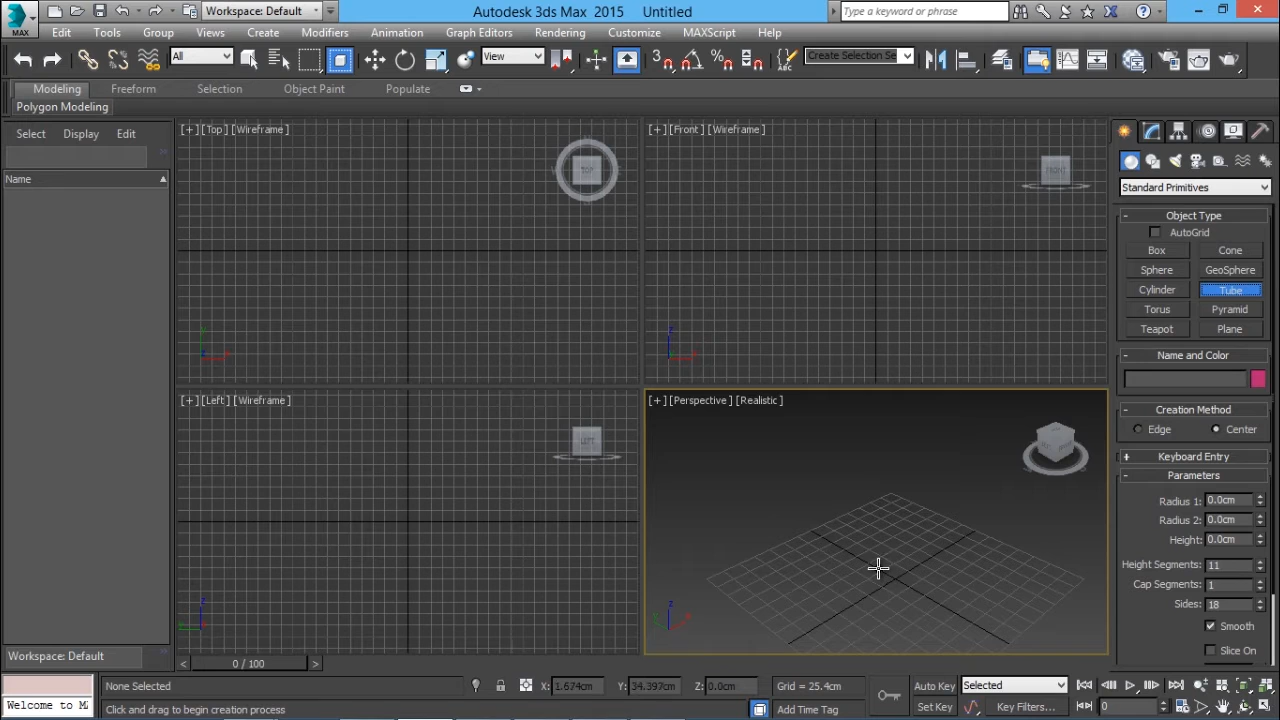 Workspace: Default
Autodesk 3ds Max 2015 Untitled
Type a keyword or phrase
MAX
Edit Tools Group Views Create Modifiers Animation Graph Editors Rendering Customize MAXScript Help
All
View
3
Create Selection Se
Modeling Freeform Selection Object Paint Populate
Polygon Modeling
Select Display Edit
Name
[+] [Top] [Wireframe]
TOP
[+] [Front] [Wireframe]
FRONT
[+] [Left] [Wireframe]
LEFT
[+] [Perspective] [Realistic]
Standard Primitives
Object Type
AutoGrid
Box Cone
Sphere GeoSphere
Cylinder Tube
Torus Pyramid
Teapot Plane
Name and Color
Creation Method
Edge Center
Keyboard Entry
Parameters
Radius 1: 0.0cm
Radius 2: 0.0cm
Height: 0.0cm
Height Segments: 11
Cap Segments: 1
Sides: 18
Smooth
Slice On
Workspace: Default
< 0 / 100 >
Welcome to M
None Selected
X: 1.674cm Y: 34.397cm Z: 0.0cm Grid = 25.4cm
Click and drag to begin creation process
Add Time Tag
Auto Key Selected
Set Key Key Filters...
0